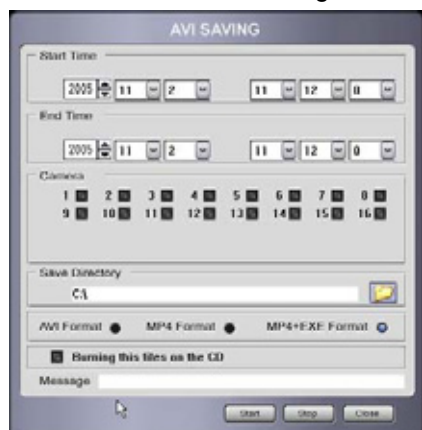 AVI SAVING
Start Time
2005 11 2 11 12 0
End Time
2005 11 2 11 12 0
Camera
1 2 3 4 5 6 7 8
9 10 11 12 13 14 15 16
Save Directory
C:\
AVI Format MP4 Format MP4+EXE Format
Burning this files on the CD
Message
Start Stop Close